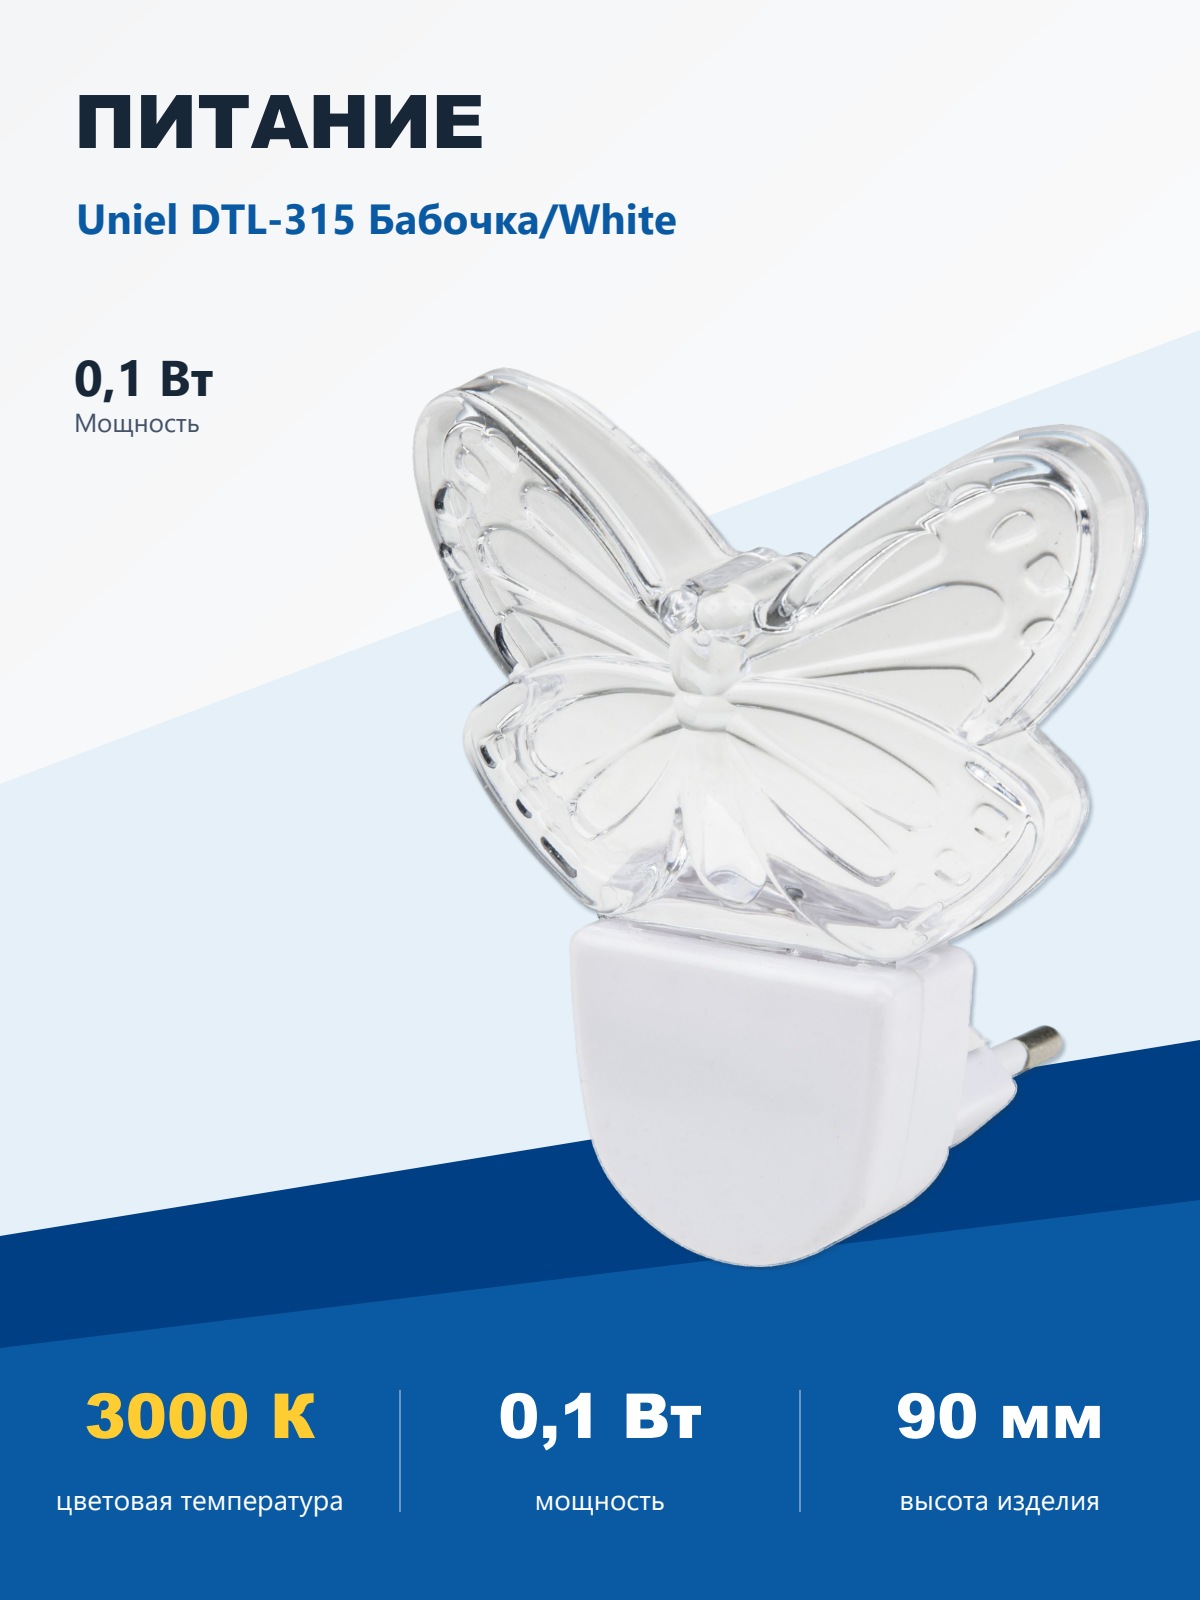 ПИТАНИЕ
Uniel DTL-315 Бабочка/White
0,1 Вт
Мощность
3000 К
цветовая температура
0,1 Вт
мощность
90 мм
высота изделия